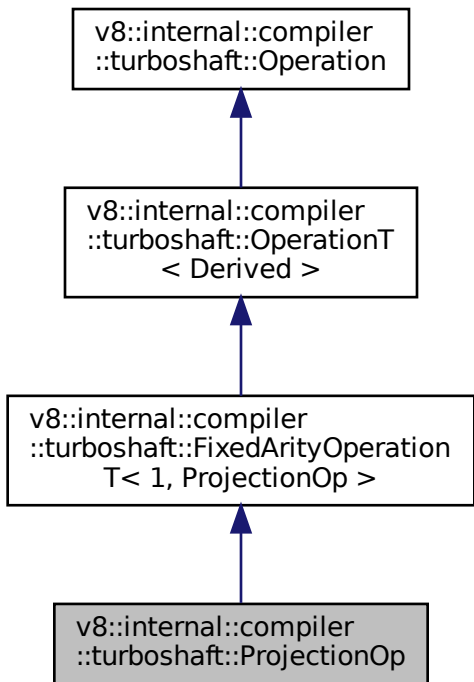 v8::internal::compiler
::turboshaft::Operation
v8::internal::compiler
::turboshaft::OperationT
< Derived >
v8::internal::compiler
::turboshaft::FixedArityOperation
T< 1, ProjectionOp >
v8::internal::compiler
::turboshaft::ProjectionOp